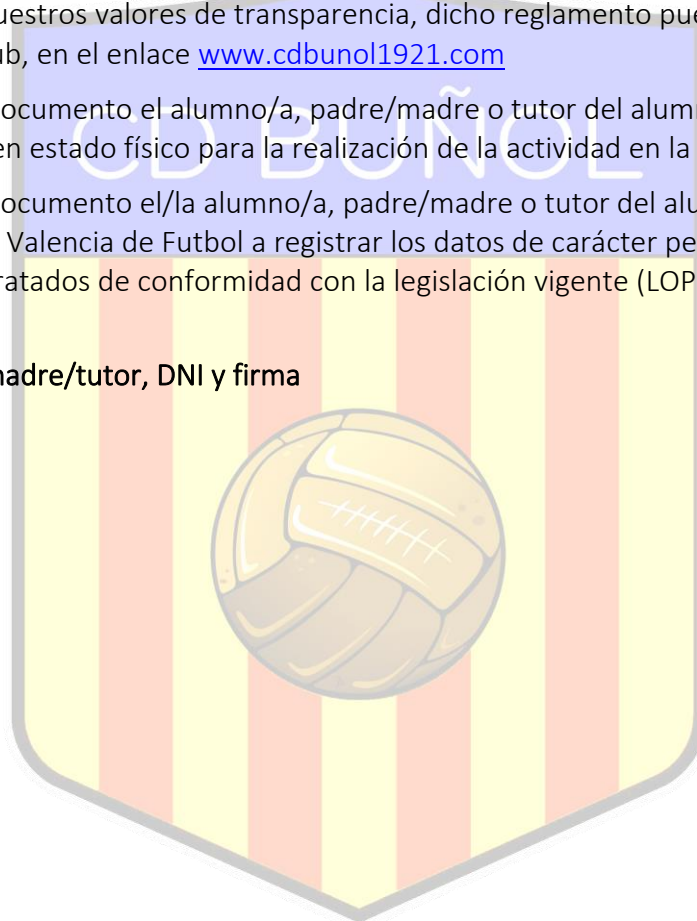 uestros valores de transparencia, dicho reglamento pue
ub, en el enlace www.cdbunol1921.com
ocumento el alumno/a, padre/madre o tutor del alum
en estado físico para la realización de la actividad en la
CD BUÑOL
ocumento el/la alumno/a, padre/madre o tutor del alu
Valencia de Futbol a registrar los datos de carácter pe
ratados de conformidad con la legislación vigente (LOP
nadre/tutor, DNI y firma